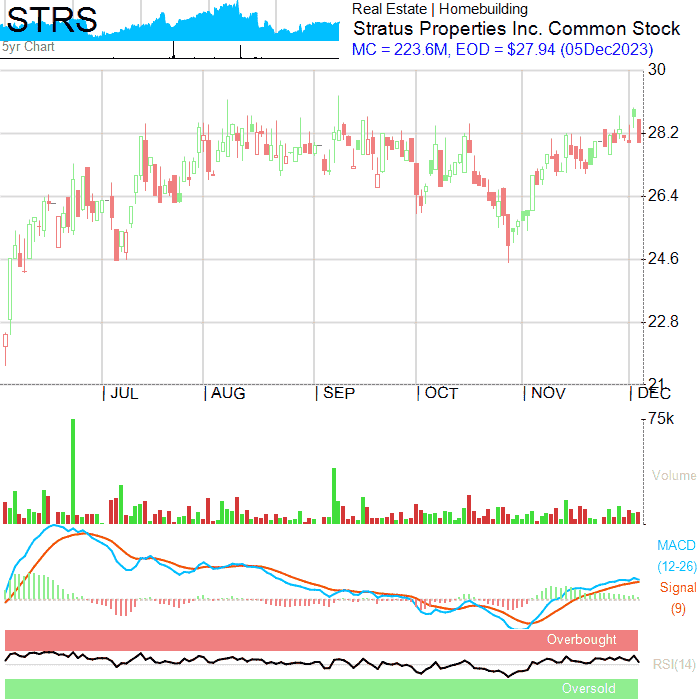 STRS
5yr Chart
Real Estate | Homebuilding
Stratus Properties Inc. Common Stock
MC = 223.6M, EOD = $27.94 (05Dec2023)
30
28.2
26.4
24.6
22.8
21
| JUL | AUG | SEP | OCT | NOV | DEC
75k
Volume
MACD
(12-26)
Signal
(9)
Overbought
RSI(14)
Oversold